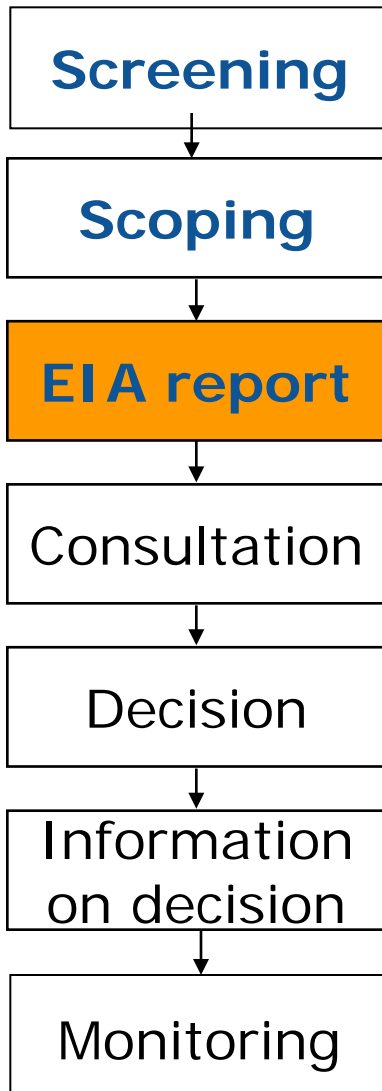 Screening
Scoping
EIA report
Consultation
Decision
Information
on decision
Monitoring